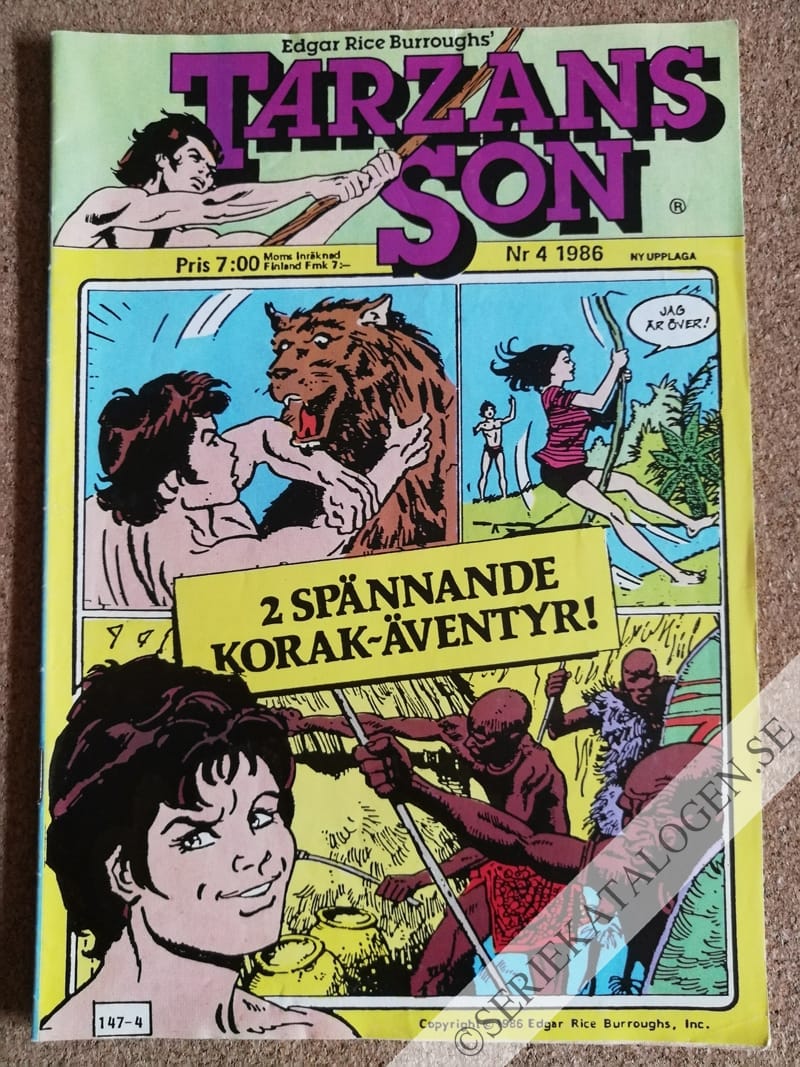 Edgar Rice Burroughs'
TARZANS
SON
®
Pris 7:00 Moms Inräknad
Finland Fmk 7:—
Nr 4 1986
NY UPPLAGA
JAG
ÄR ÖVER!
2 SPÄNNANDE
KORAK-ÄVENTYR!
147-4
Copyright © 1986 Edgar Rice Burroughs, Inc.
©SERIEKATALOGEN.SE